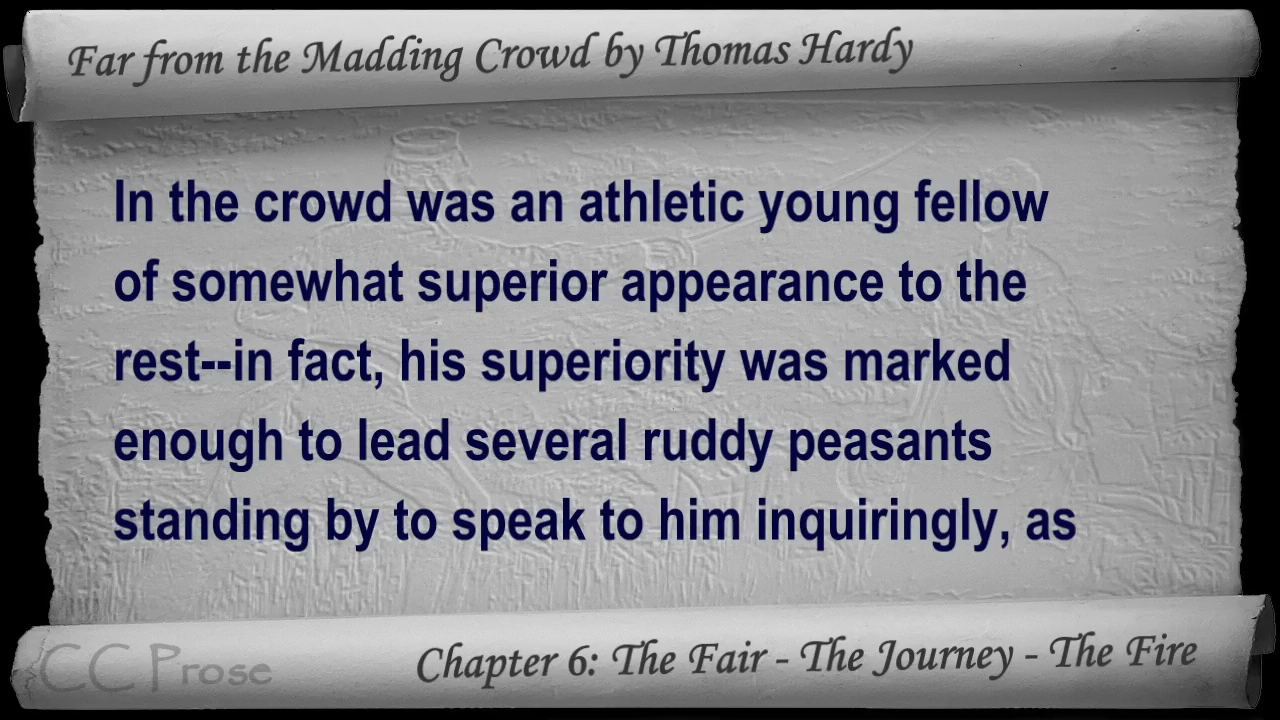 Far from the Madding Crowd by Thomas Hardy
In the crowd was an athletic young fellow
of somewhat superior appearance to the
rest--in fact, his superiority was marked
enough to lead several ruddy peasants
standing by to speak to him inquiringly, as
CC Prose
Chapter 6: The Fair - The Journey - The Fire